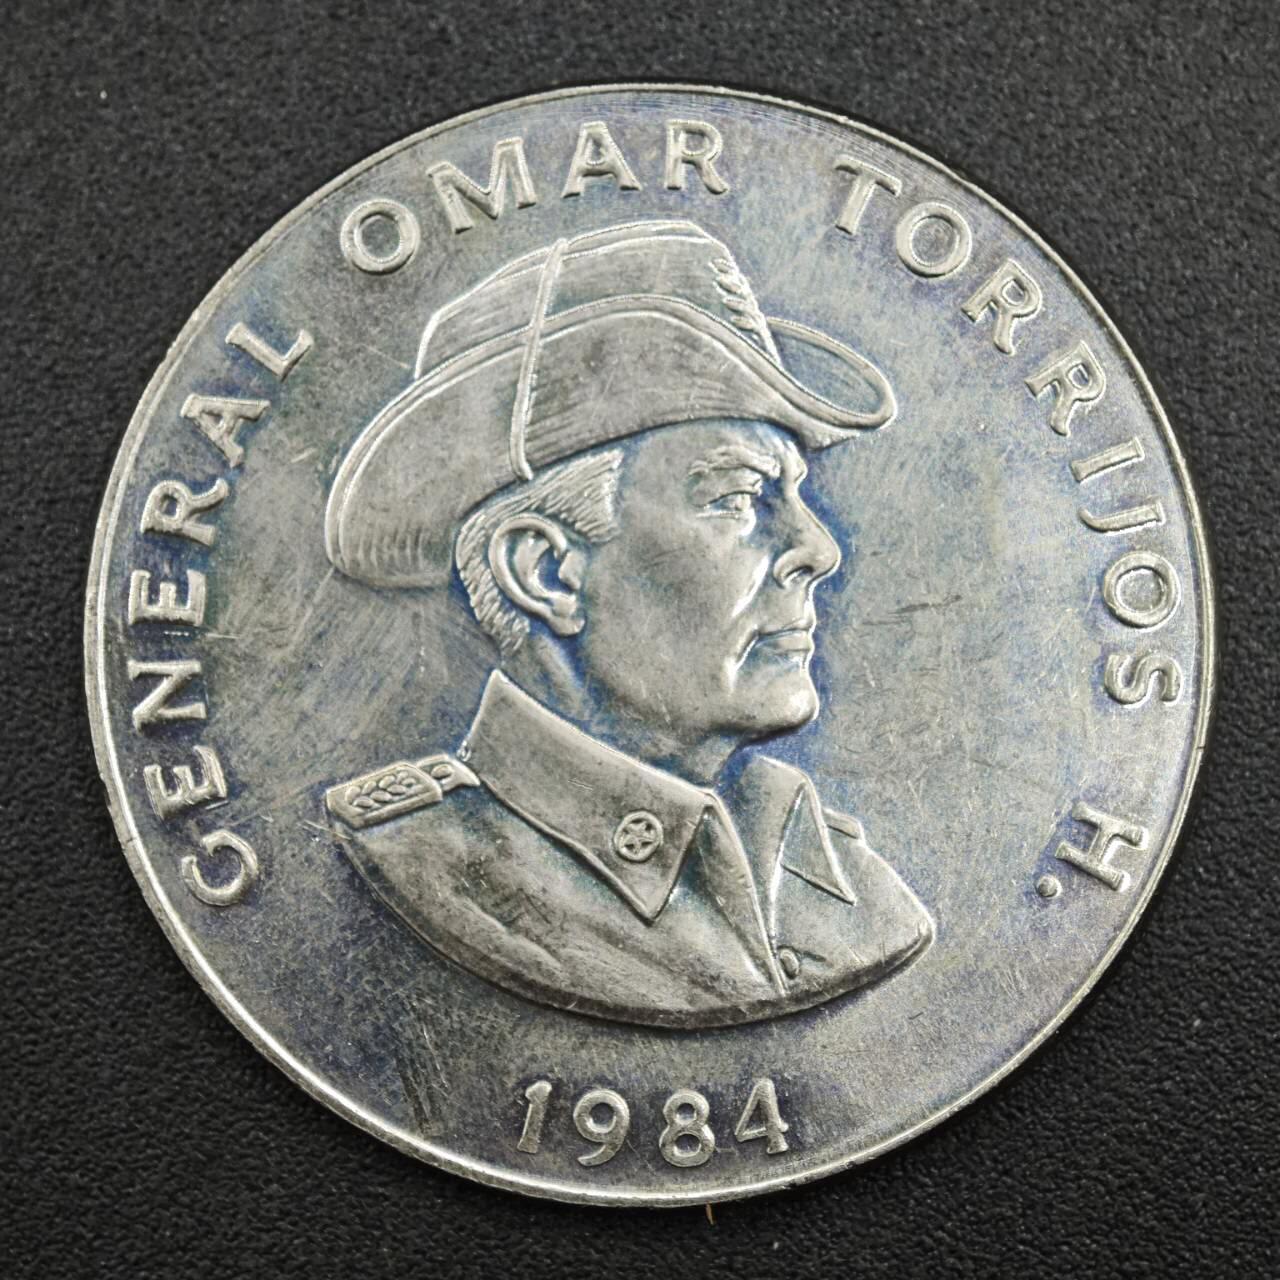 GENERAL OMAR TORRIJOS H.
1984